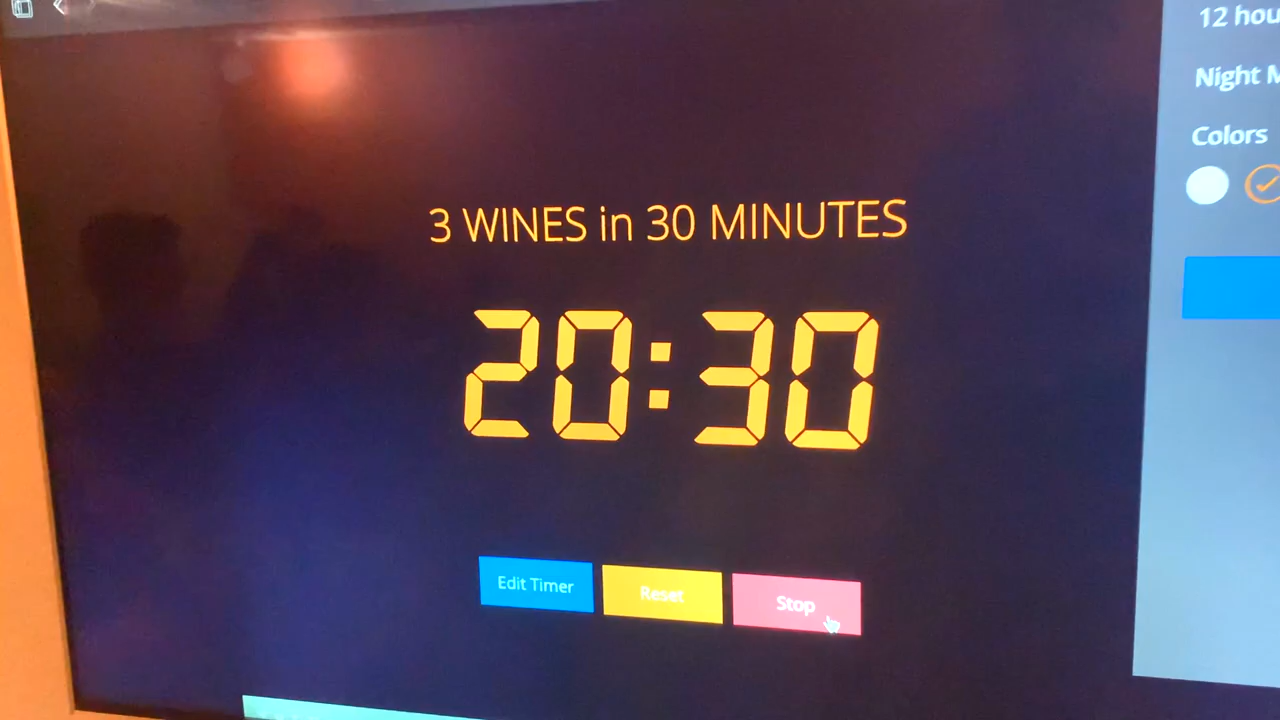 12 hou
Night M
Colors
3 WINES in 30 MINUTES
20:30
Edit Timer
Reset
Stop